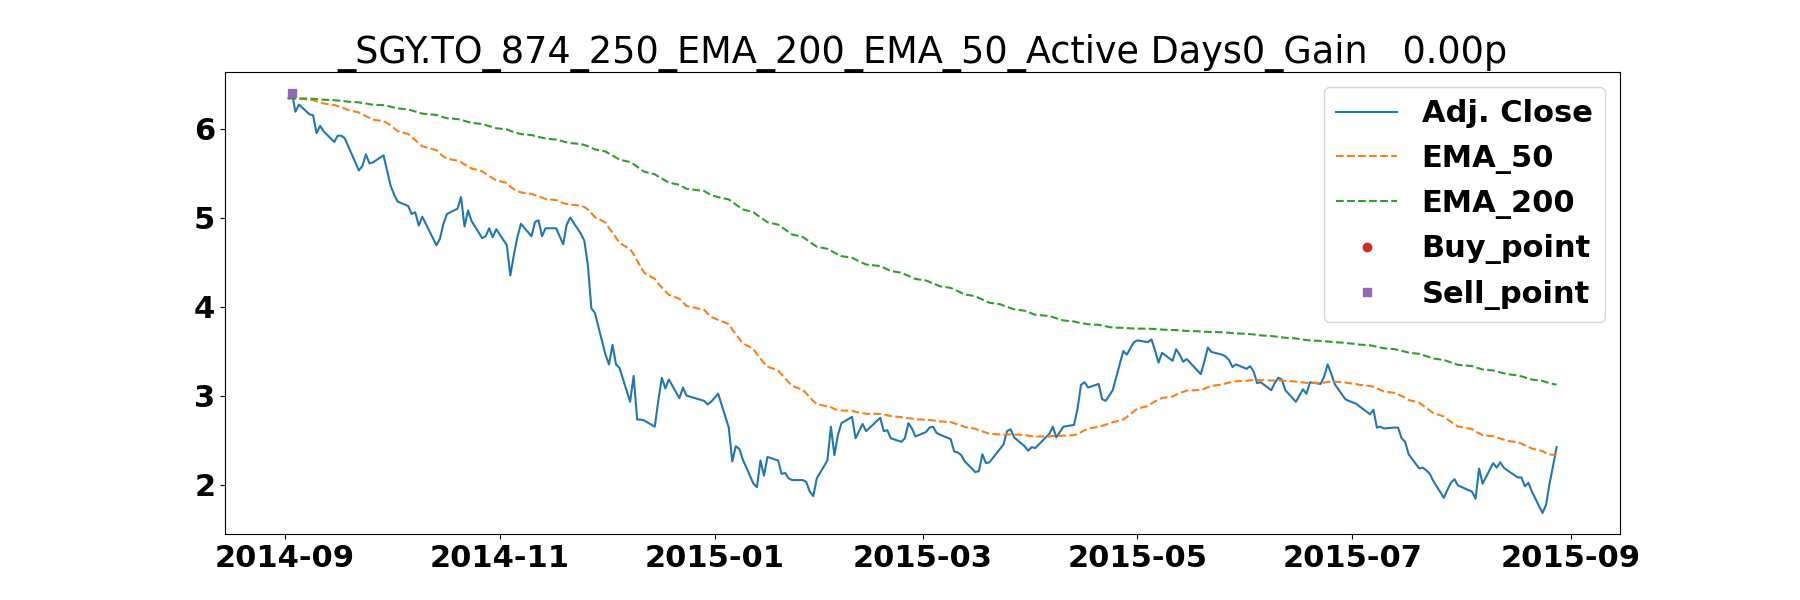 _SGY.TO_874_250_EMA_200_EMA_50_Active Days0_Gain   0.00p
Adj. Close
EMA_50
EMA_200
Buy_point
Sell_point
6
5
4
3
2
2014-09 2014-11 2015-01 2015-03 2015-05 2015-07 2015-09